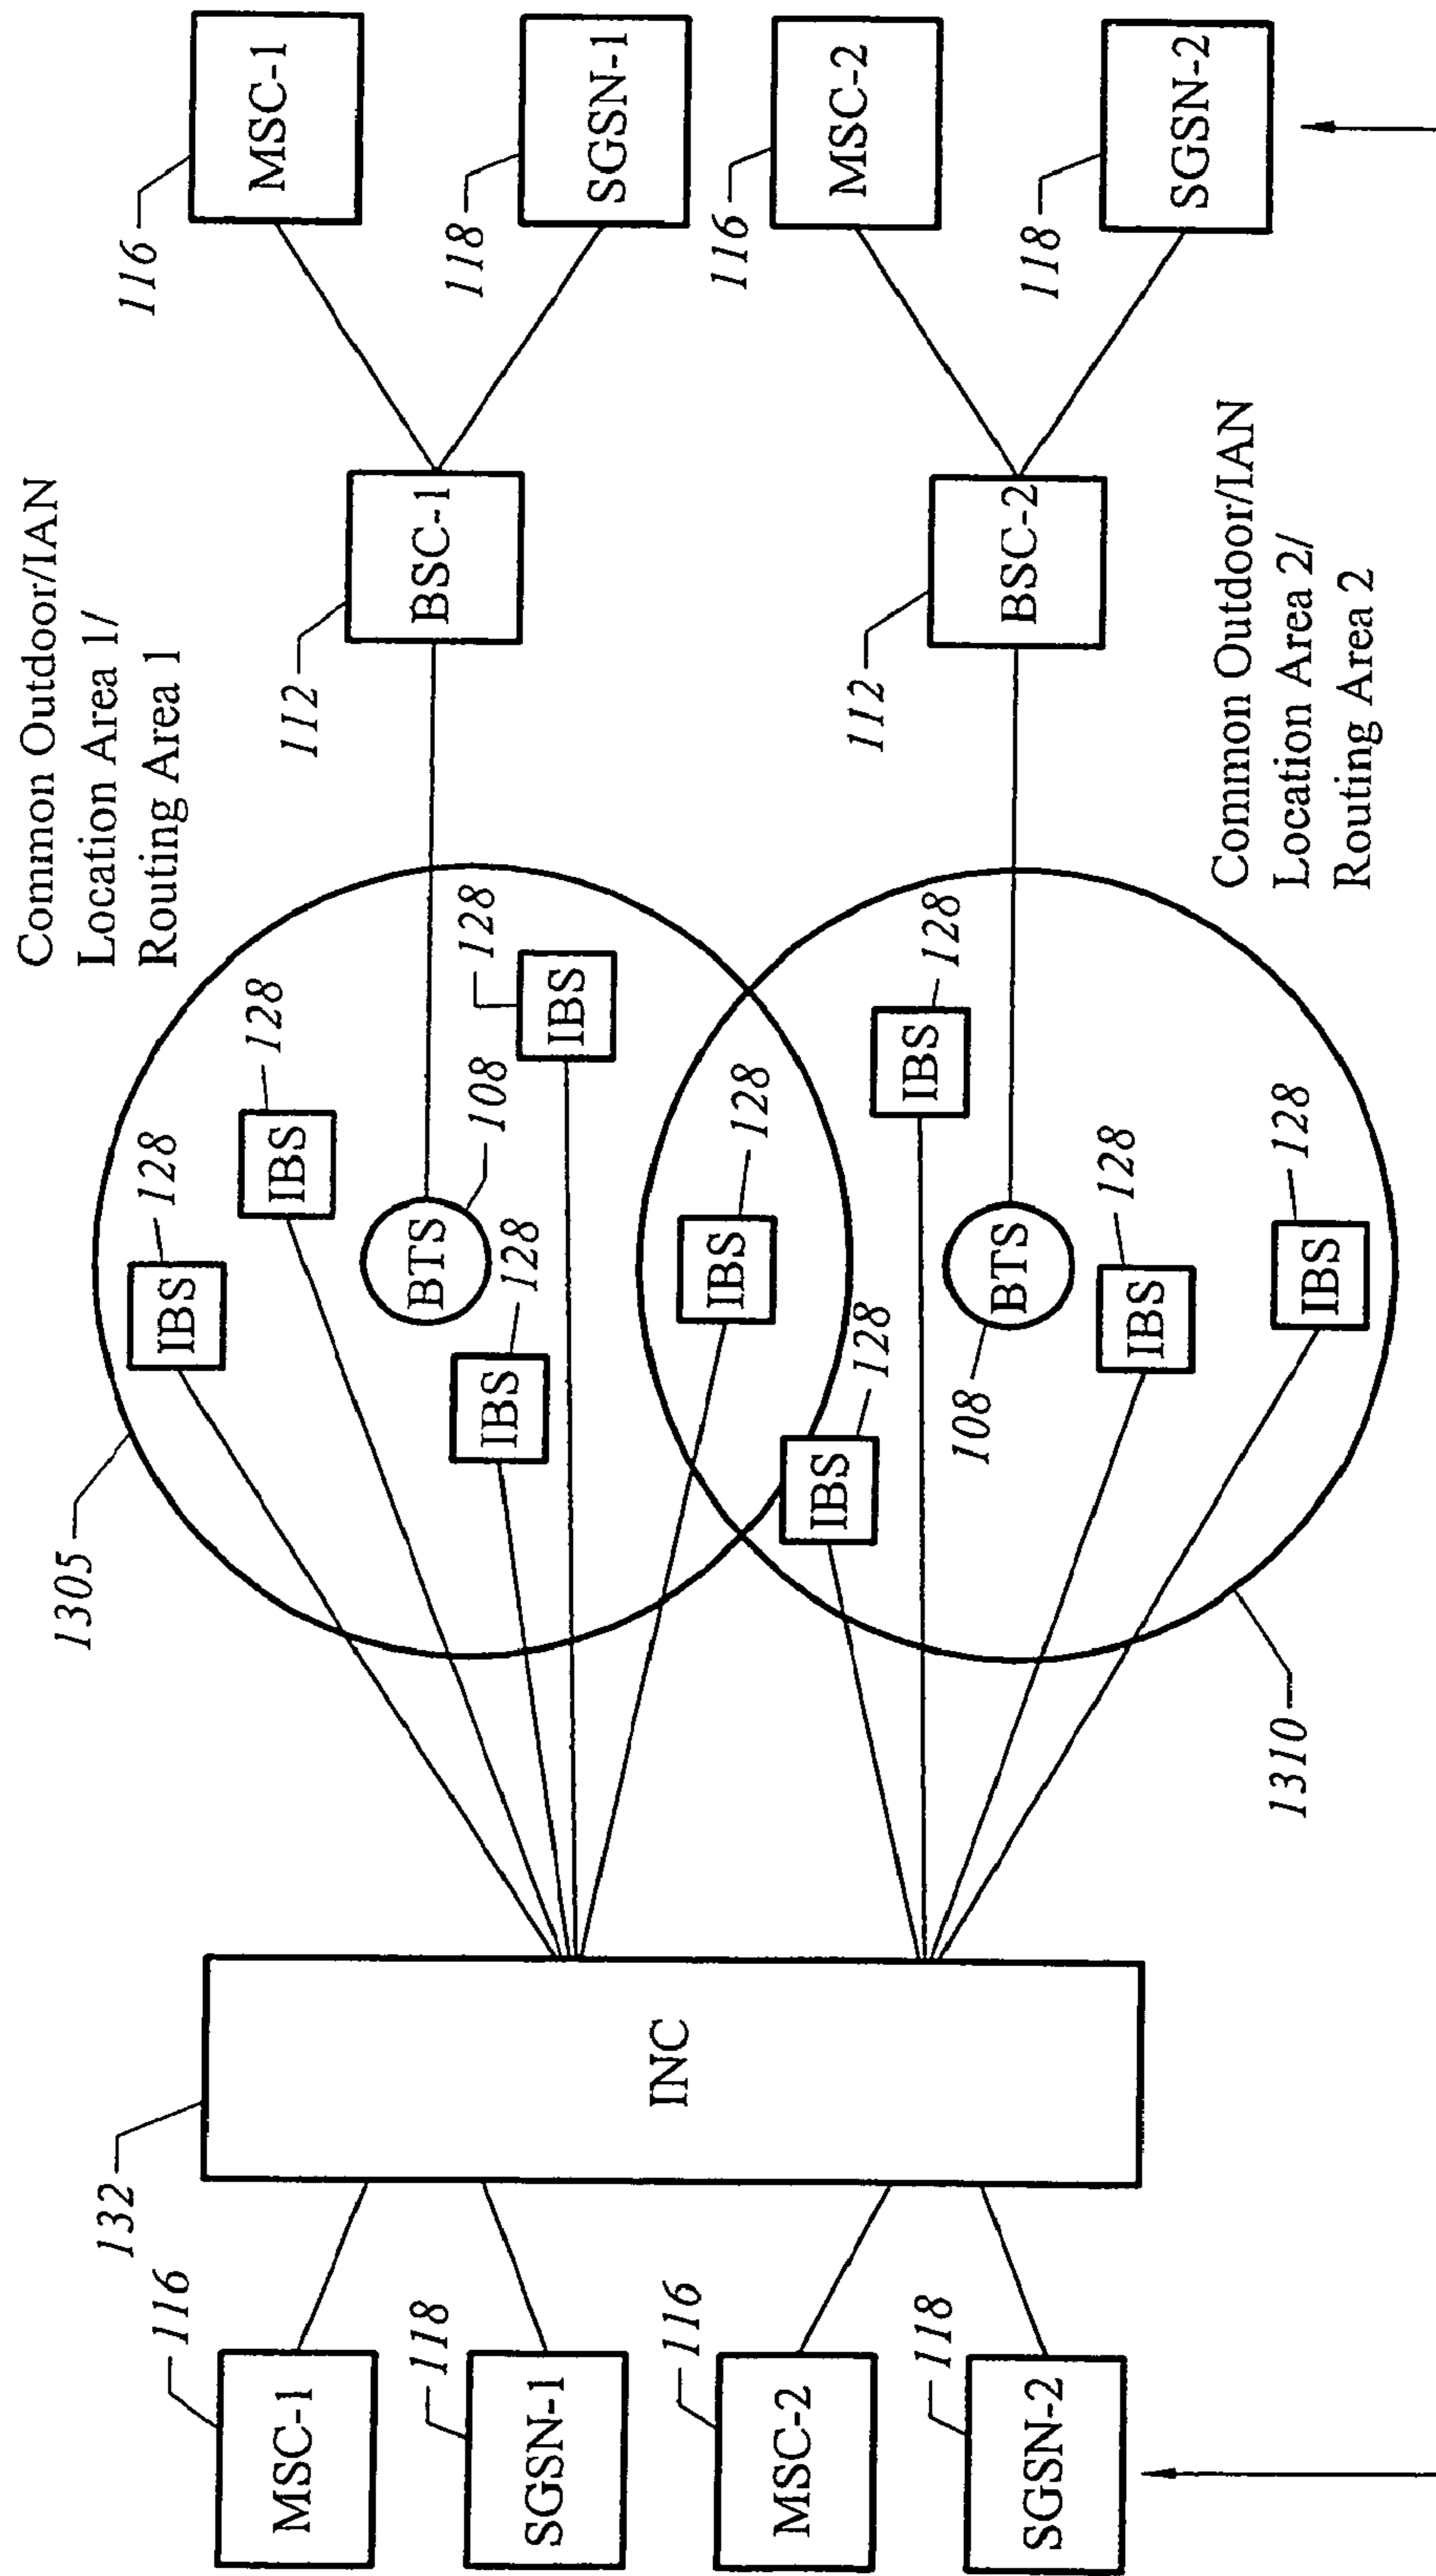 Common Outdoor/IAN
Location Area 1/
Routing Area 1
116
MSC-1
118
SGSN-1
116
MSC-2
118
SGSN-2
132
INC
1305
IBS
128
IBS
128
BTS
108
IBS
128
IBS
128
IBS
128
112
BSC-1
116
MSC-1
118
SGSN-1
IBS
128
IBS
128
BTS
108
IBS
128
IBS
128
1310
112
BSC-2
116
MSC-2
118
SGSN-2
Common Outdoor/IAN
Location Area 2/
Routing Area 2